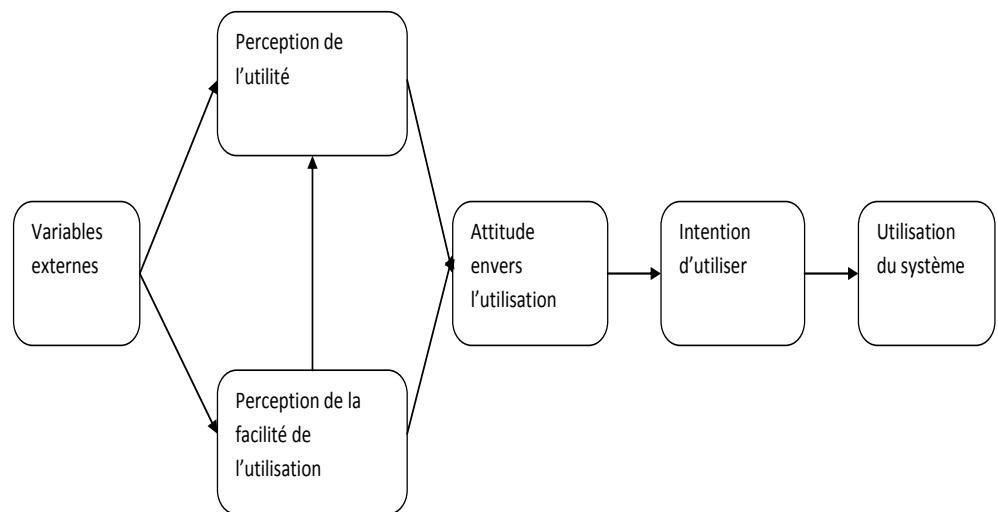 Perception de
l’utilité
Variables
externes
Attitude
envers
l’utilisation
Intention
d’utiliser
Utilisation
du système
Perception de la
facilité de
l’utilisation